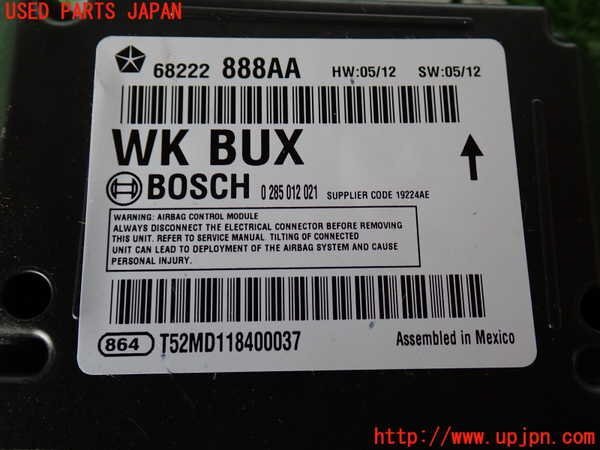 USED PARTS JAPAN
68222 888AA HW:05/12 SW:05/12
WK BUX
BOSCH 0 285 012 021 SUPPLIER CODE 19224AE
WARNING: AIRBAG CONTROL MODULE
ALWAYS DISCONNECT THE ELECTRICAL CONNECTOR BEFORE REMOVING
THIS UNIT. REFER TO SERVICE MANUAL. TILTING OF CONNECTED
UNIT CAN LEAD TO DEPLOYMENT OF THE AIRBAG SYSTEM AND CAUSE
PERSONAL INJURY.
864 T52MD118400037 Assembled in Mexico
http://www.upjpn.com/